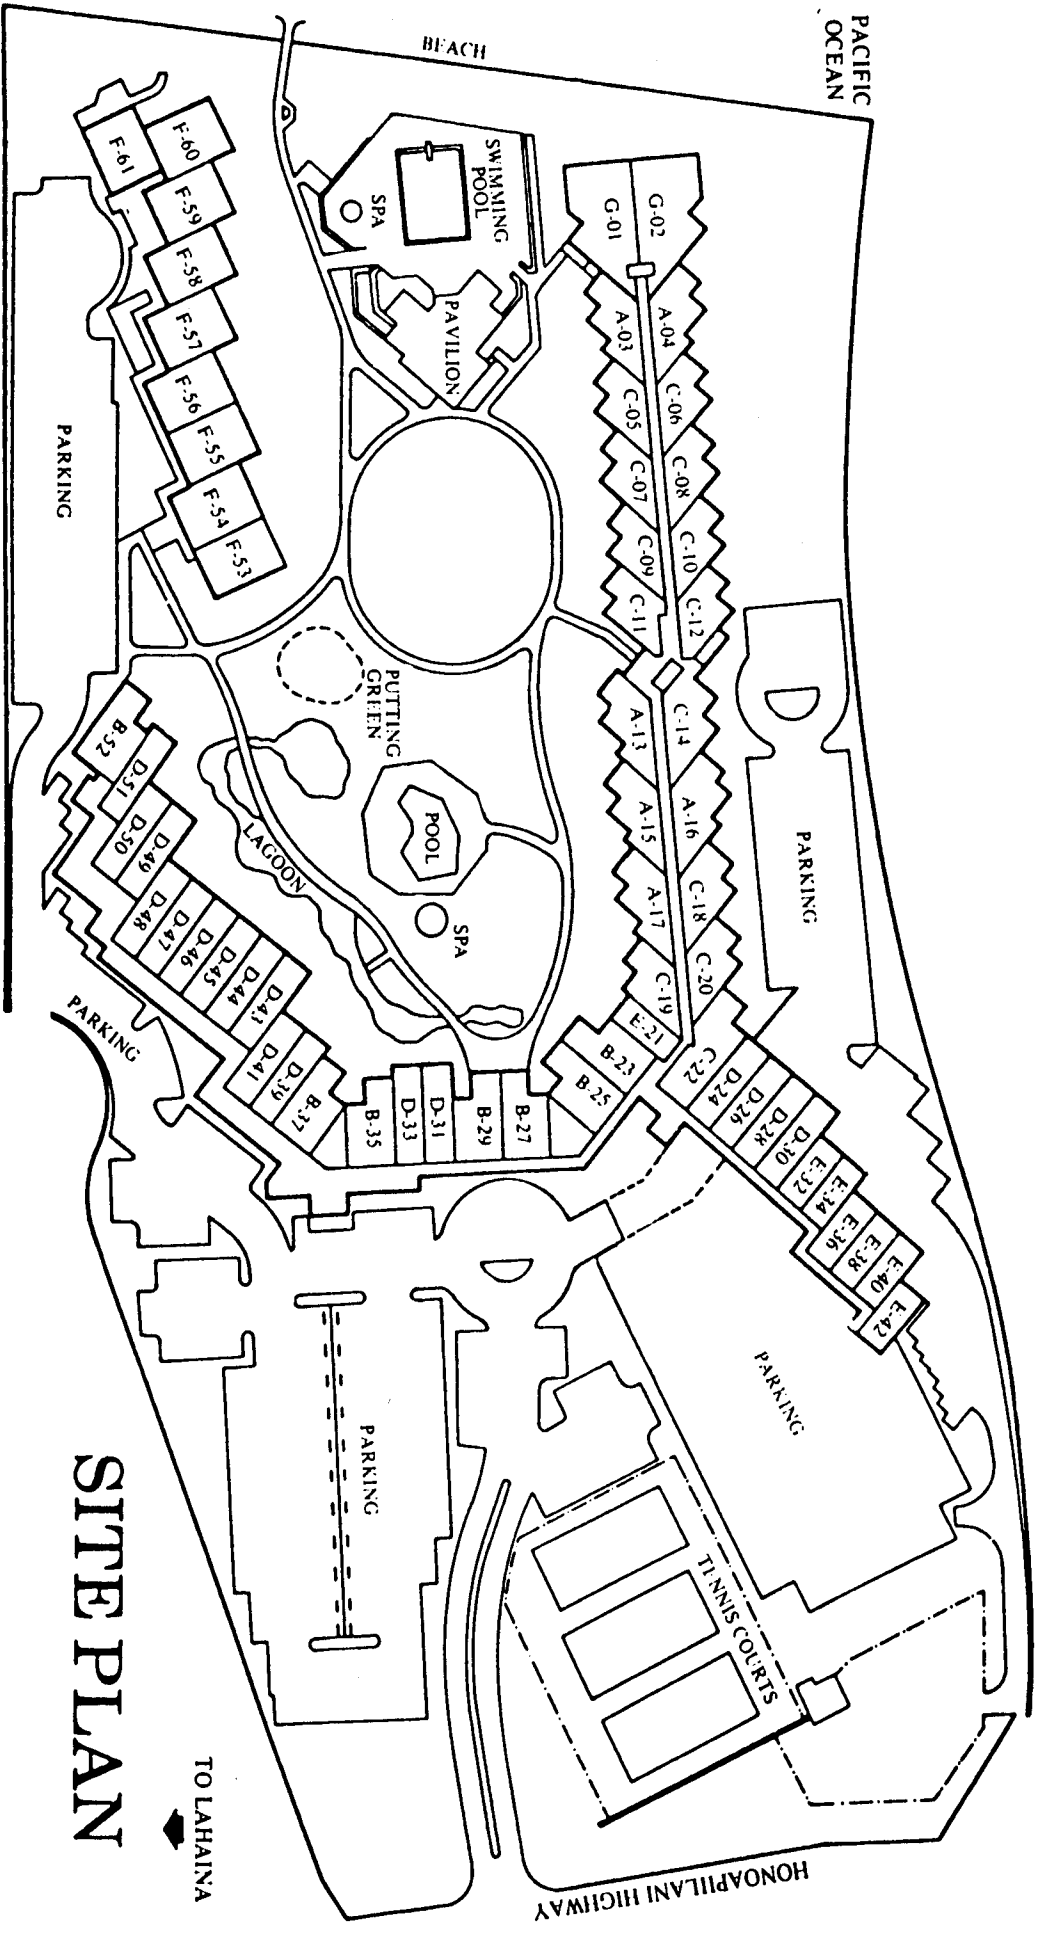 PACIFIC
OCEAN
BEACH
SWIMMING
POOL
SPA
PAVILION
G-02
G-01
A-04
A-03
C-06
C-05
C-08
C-07
C-10
C-09
C-12
C-11
C-14
A-13
A-16
A-15
C-18
A-17
C-20
C-19
E-21
C-22
B-23
D-24
B-25
D-26
B-27
D-28
B-29
D-30
D-31
E-32
D-33
E-34
B-35
E-36
B-37
E-38
D-39
E-40
D-41
E-42
D-43
D-44
D-45
D-46
D-47
D-48
D-49
D-50
D-51
B-52
F-53
F-54
F-55
F-56
F-57
F-58
F-59
F-60
F-61
PARKING
PARKING
PUTTING
GREEN
POOL
SPA
LAGOON
PARKING
PARKING
PARKING
TENNIS COURTS
HONOAPIILANI HIGHWAY
TO LAHAINA
SITE PLAN